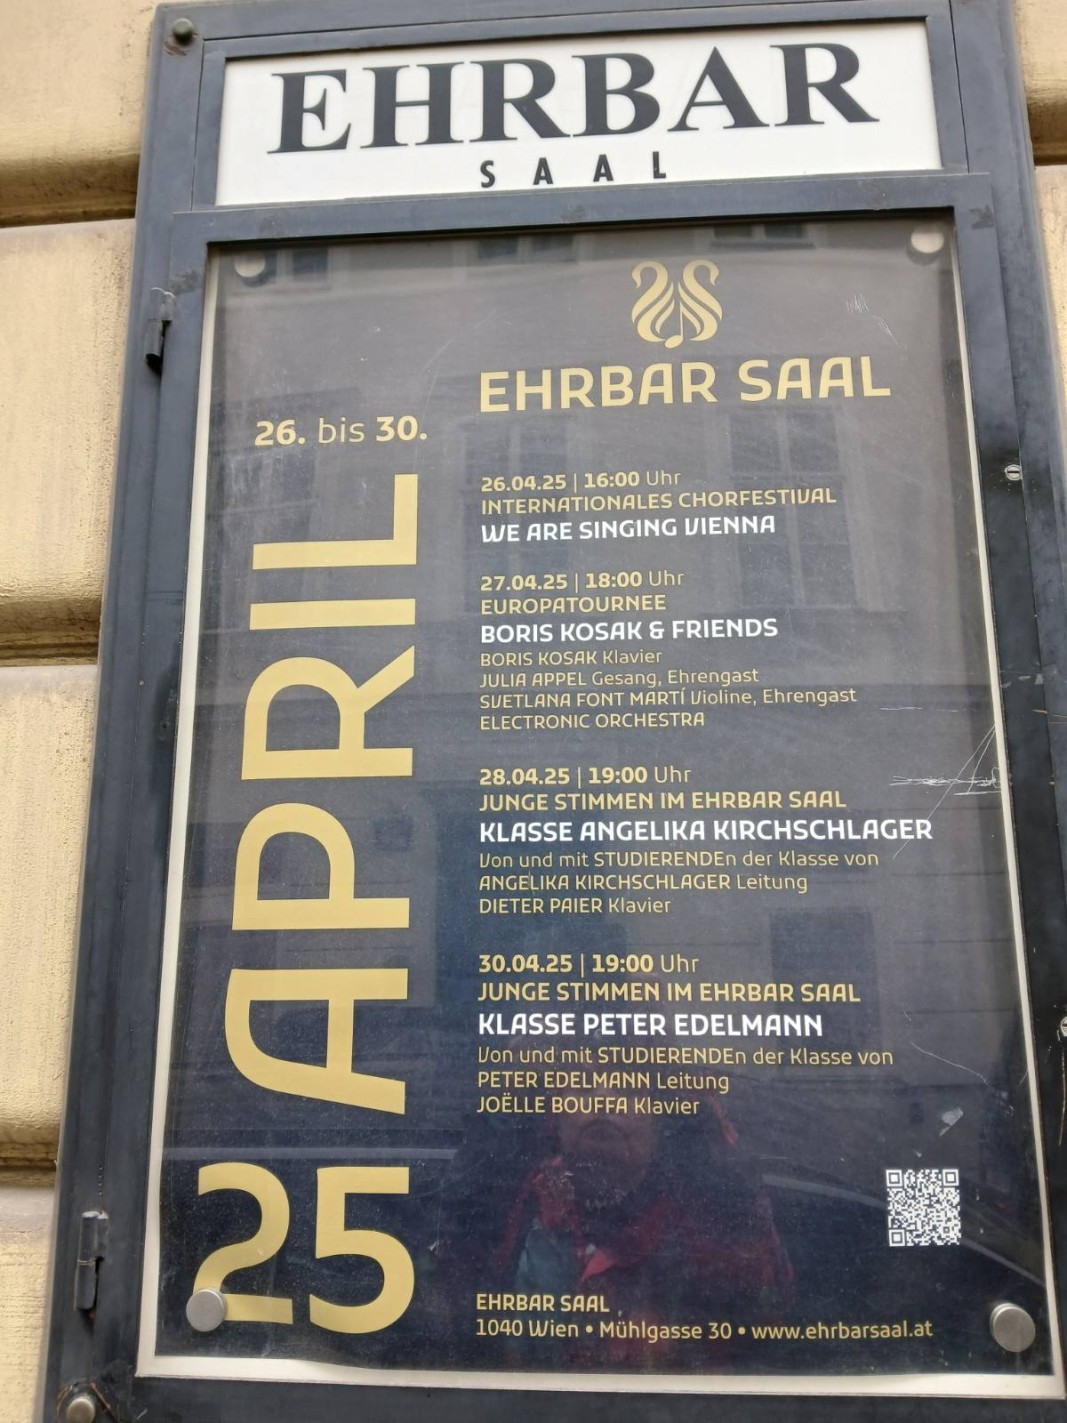 EHRBAR
SAAL
EHRBAR SAAL
26. bis 30.
APRIL
25
26.04.25 | 16:00 Uhr
INTERNATIONALES CHORFESTIVAL
WE ARE SINGING VIENNA
27.04.25 | 18:00 Uhr
EUROPATOURNEE
BORIS KOSAK & FRIENDS
BORIS KOSAK Klavier
JULIA APPEL Gesang, Ehrengast
SVETLANA FONT MARTÍ Violine, Ehrengast
ELECTRONIC ORCHESTRA
28.04.25 | 19:00 Uhr
JUNGE STIMMEN IM EHRBAR SAAL
KLASSE ANGELIKA KIRCHSCHLAGER
Von und mit STUDIERENDEn der Klasse von
ANGELIKA KIRCHSCHLAGER Leitung
DIETER PAIER Klavier
30.04.25 | 19:00 Uhr
JUNGE STIMMEN IM EHRBAR SAAL
KLASSE PETER EDELMANN
Von und mit STUDIERENDEn der Klasse von
PETER EDELMANN Leitung
JOËLLE BOUFFA Klavier
EHRBAR SAAL
1040 Wien • Mühlgasse 30 • www.ehrbarsaal.at